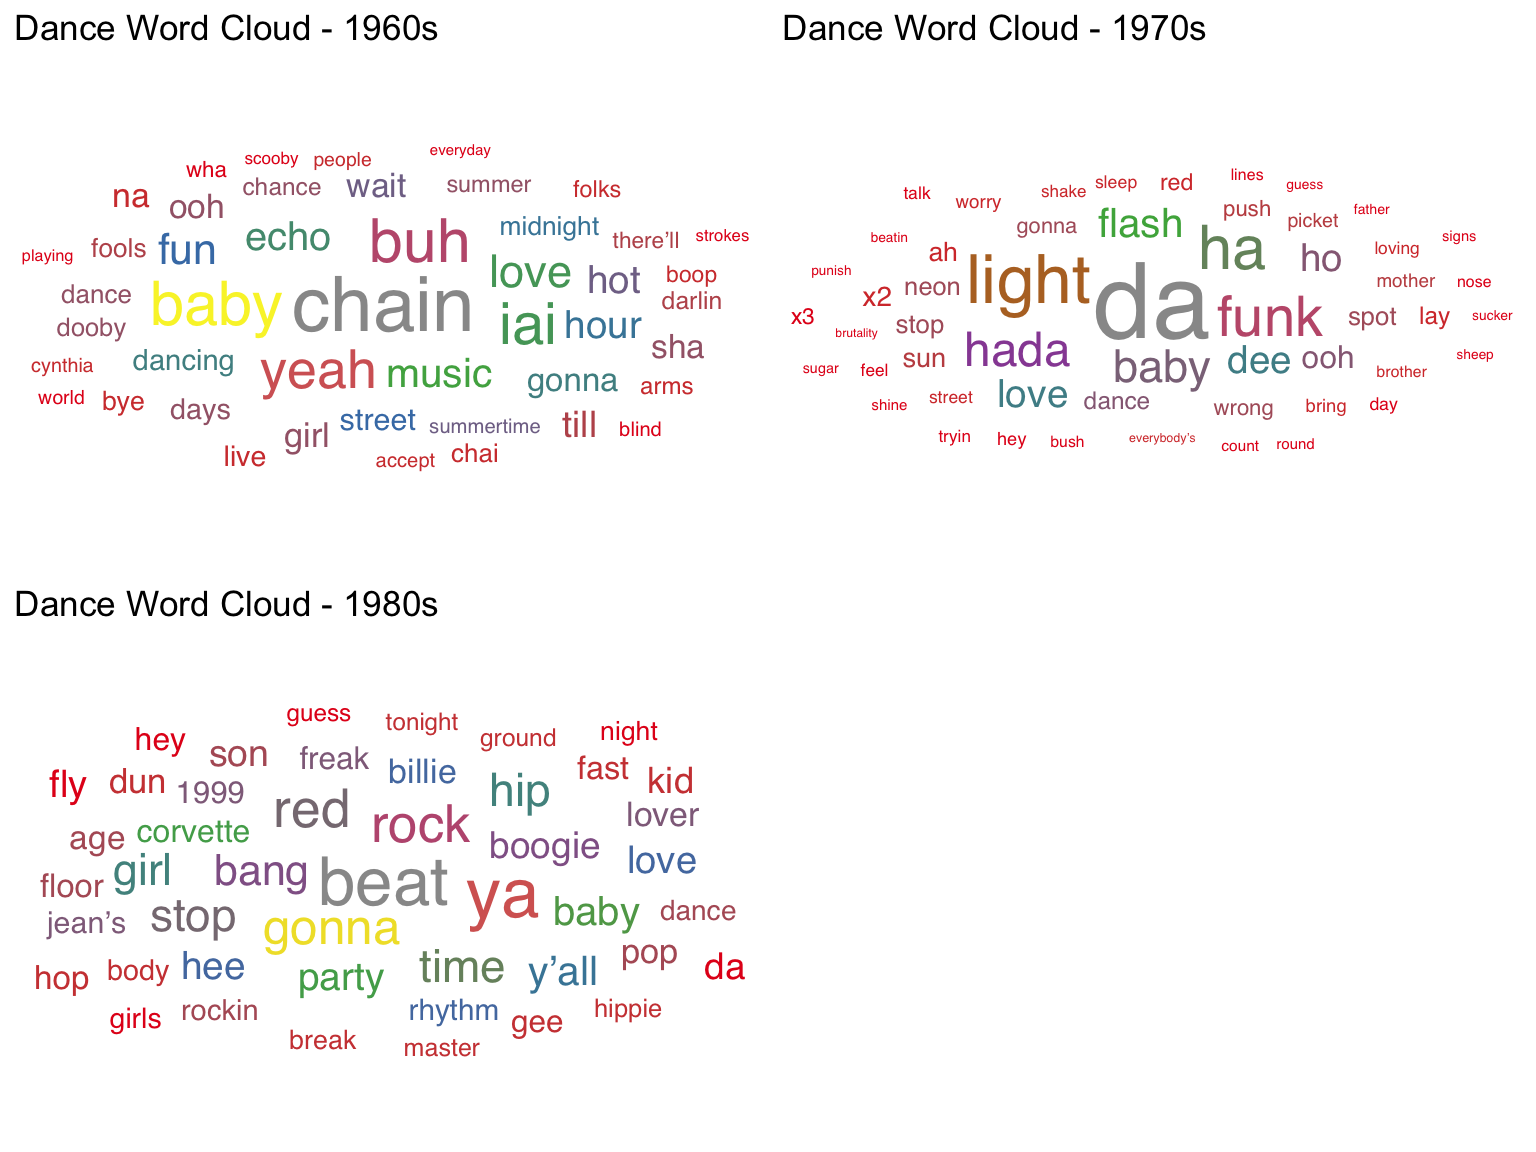 Dance Word Cloud - 1960s
everyday
scooby people
wha
chance wait summer folks
na ooh
midnight
echo buh there'll strokes
playing fools fun
love hot boop
dance baby chain darlin
dooby iai hour
sha
cynthia dancing yeah music gonna arms
world bye days
street summertime till blind
girl
live accept chai
Dance Word Cloud - 1970s
lines guess
talk worry shake sleep red
push picket father
gonna flash
beatin ah ha ho loving signs
punish neon light mother nose
x2
x3 da funk spot lay sucker
brutality stop
sun hada baby dee ooh sheep
sugar feel brother
shine street love dance wrong bring day
tryin hey bush everybody's count round
Dance Word Cloud - 1980s
guess tonight
hey ground night
son freak
fly dun 1999 billie hip fast kid
red rock lover
age corvette boogie
girl bang love
floor beat ya
jean's stop gonna baby dance
hop body hee party time y'all pop da
girls rockin rhythm gee hippie
break master